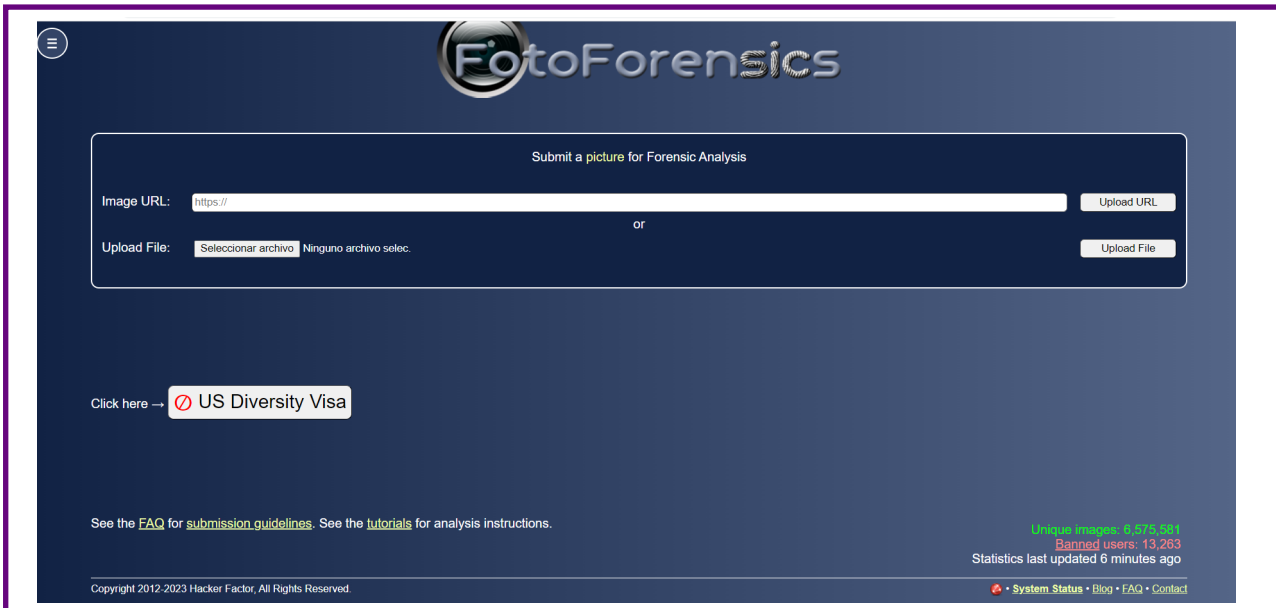 FotoForensics
Submit a picture for Forensic Analysis
Image URL: https:// Upload URL
or
Upload File: Seleccionar archivo Ninguno archivo selec. Upload File
Click here → US Diversity Visa
See the FAQ for submission guidelines. See the tutorials for analysis instructions.
Unique images: 6,575,581
Banned users: 13,263
Statistics last updated 6 minutes ago
Copyright 2012-2023 Hacker Factor, All Rights Reserved. • System Status • Blog • FAQ • Contact